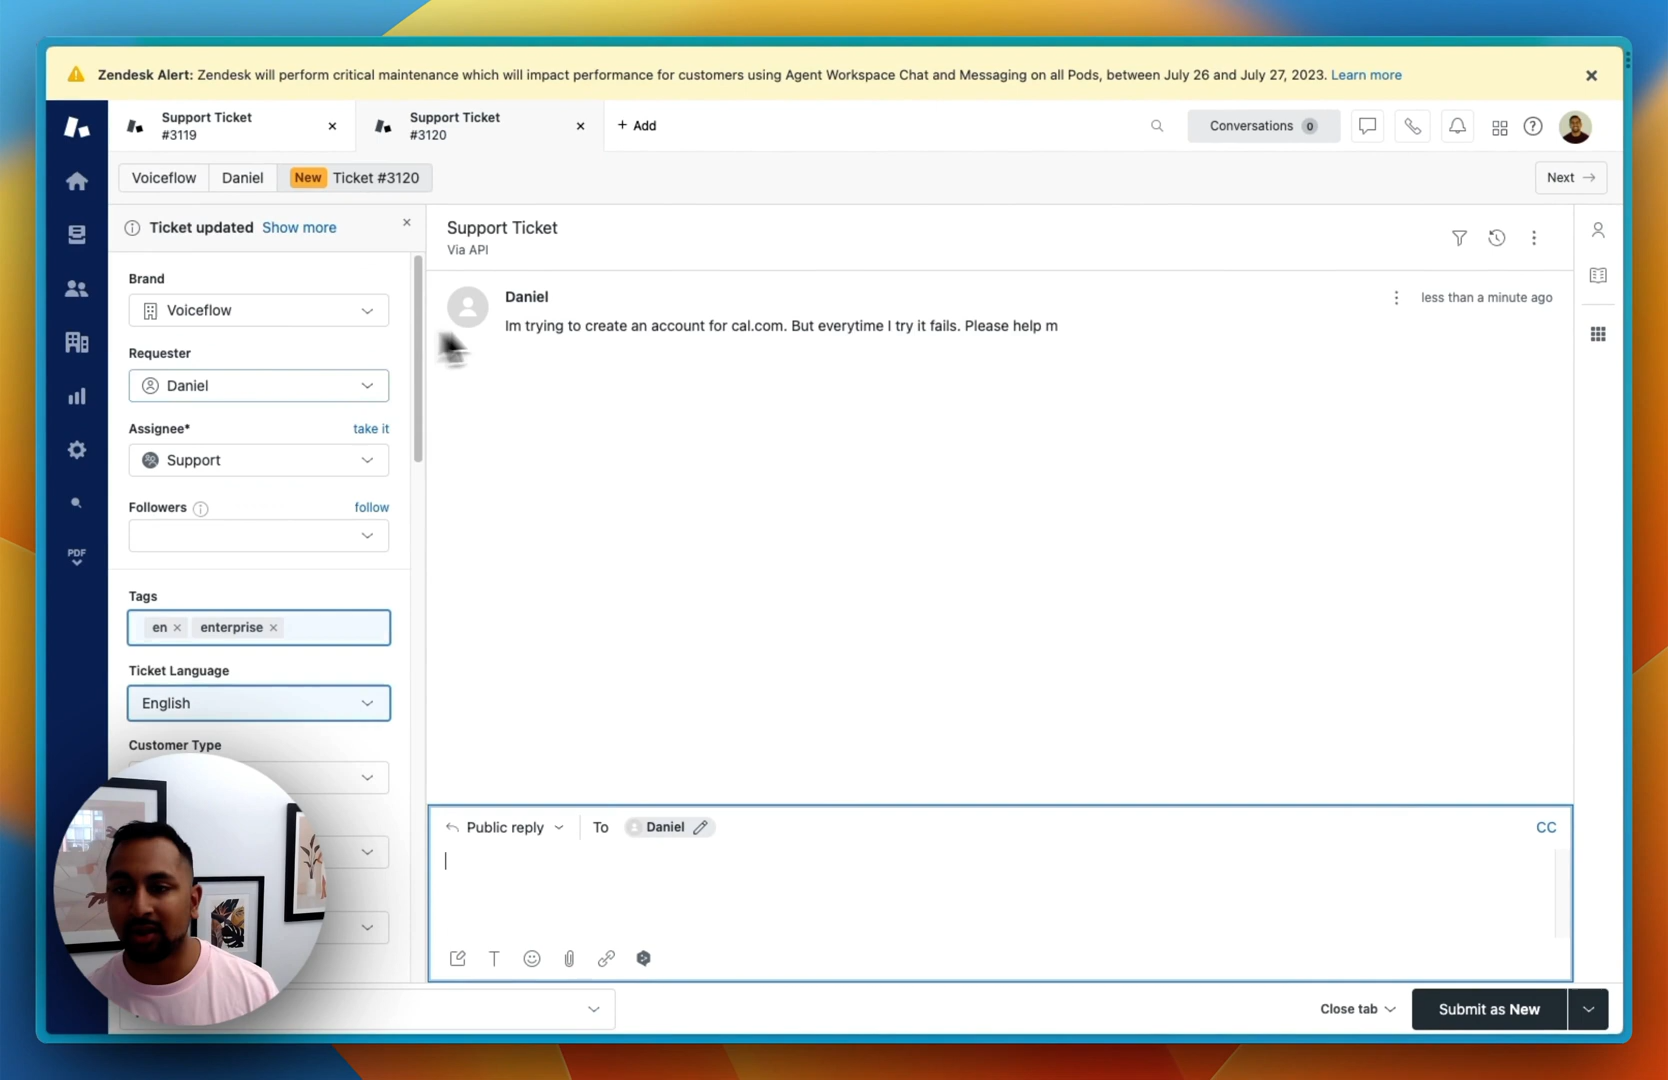 Zendesk Alert: Zendesk will perform critical maintenance which will impact performance for customers using Agent Workspace Chat and Messaging on all Pods, between July 26 and July 27, 2023. Learn more
Support Ticket
#3119
Support Ticket
#3120
+ Add
Conversations 0
Voiceflow
Daniel
New Ticket #3120
Next
Ticket updated Show more
Brand
Voiceflow
Requester
Daniel
Assignee* take it
Support
Followers follow
PDF
Tags
en enterprise
Ticket Language
English
Customer Type
Support Ticket
Via API
Daniel
less than a minute ago
Im trying to create an account for cal.com. But everytime I try it fails. Please help m
Public reply To Daniel CC
Close tab
Submit as New